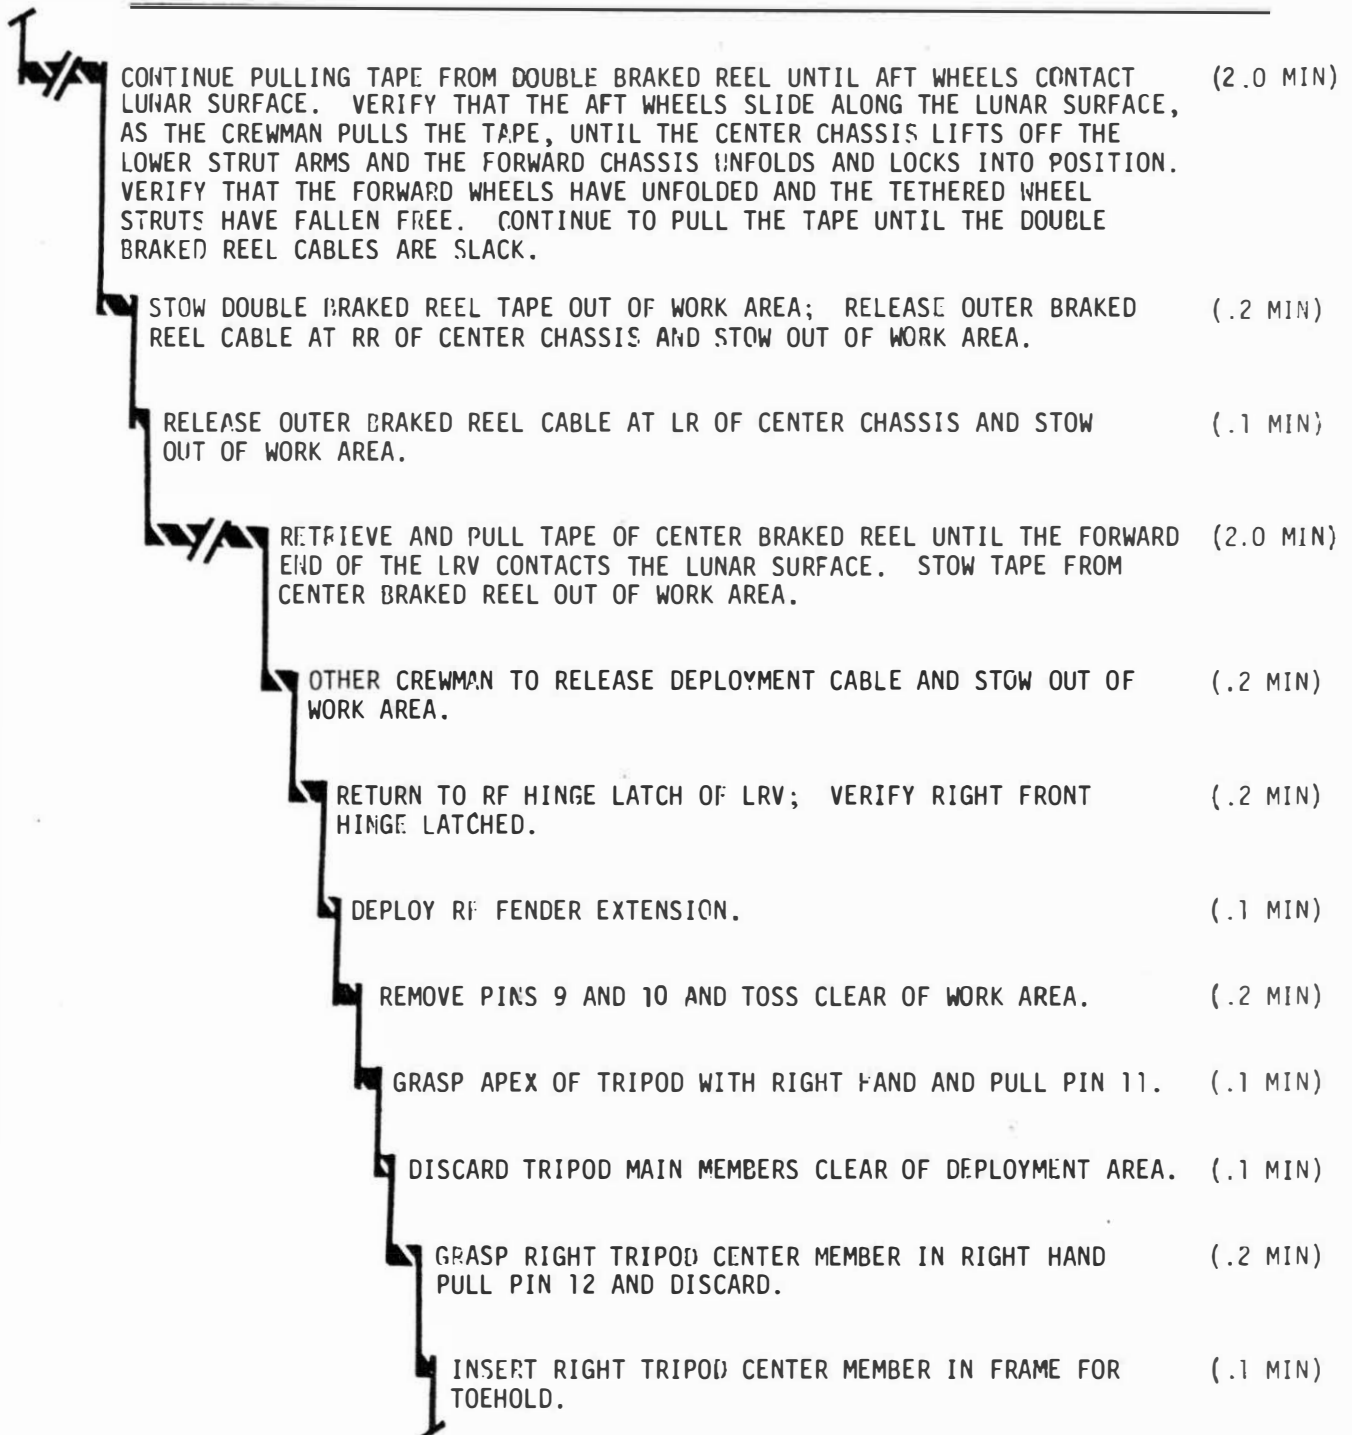 CONTINUE PULLING TAPE FROM DOUBLE BRAKED REEL UNTIL AFT WHEELS CONTACT (2.0 MIN)
LUNAR SURFACE. VERIFY THAT THE AFT WHEELS SLIDE ALONG THE LUNAR SURFACE,
AS THE CREWMAN PULLS THE TAPE, UNTIL THE CENTER CHASSIS LIFTS OFF THE
LOWER STRUT ARMS AND THE FORWARD CHASSIS UNFOLDS AND LOCKS INTO POSITION.
VERIFY THAT THE FORWARD WHEELS HAVE UNFOLDED AND THE TETHERED WHEEL
STRUTS HAVE FALLEN FREE. CONTINUE TO PULL THE TAPE UNTIL THE DOUBLE
BRAKED REEL CABLES ARE SLACK.
STOW DOUBLE BRAKED REEL TAPE OUT OF WORK AREA; RELEASE OUTER BRAKED (.2 MIN)
REEL CABLE AT RR OF CENTER CHASSIS AND STOW OUT OF WORK AREA.
RELEASE OUTER BRAKED REEL CABLE AT LR OF CENTER CHASSIS AND STOW (.1 MIN)
OUT OF WORK AREA.
RETRIEVE AND PULL TAPE OF CENTER BRAKED REEL UNTIL THE FORWARD (2.0 MIN)
END OF THE LRV CONTACTS THE LUNAR SURFACE. STOW TAPE FROM
CENTER BRAKED REEL OUT OF WORK AREA.
OTHER CREWMAN TO RELEASE DEPLOYMENT CABLE AND STOW OUT OF (.2 MIN)
WORK AREA.
RETURN TO RF HINGE LATCH OF LRV; VERIFY RIGHT FRONT (.2 MIN)
HINGE LATCHED.
DEPLOY RF FENDER EXTENSION. (.1 MIN)
REMOVE PINS 9 AND 10 AND TOSS CLEAR OF WORK AREA. (.2 MIN)
GRASP APEX OF TRIPOD WITH RIGHT HAND AND PULL PIN 11. (.1 MIN)
DISCARD TRIPOD MAIN MEMBERS CLEAR OF DEPLOYMENT AREA. (.1 MIN)
GRASP RIGHT TRIPOD CENTER MEMBER IN RIGHT HAND (.2 MIN)
PULL PIN 12 AND DISCARD.
INSERT RIGHT TRIPOD CENTER MEMBER IN FRAME FOR (.1 MIN)
TOEHOLD.